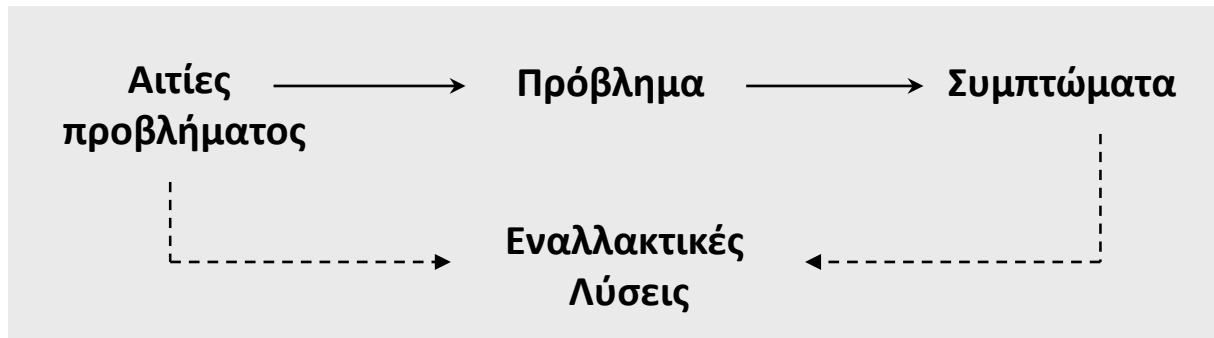 Αιτίες
προβλήματος
Πρόβλημα
Συμπτώματα
Εναλλακτικές
Λύσεις